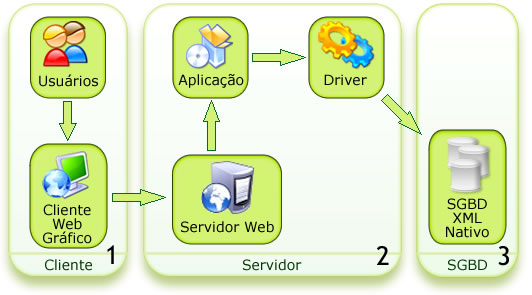 Usuários
Cliente
Web
Gráfico
1
Cliente
Aplicação
Driver
Servidor Web
2
Servidor
SGBD
XML
Nativo
3
SGBD